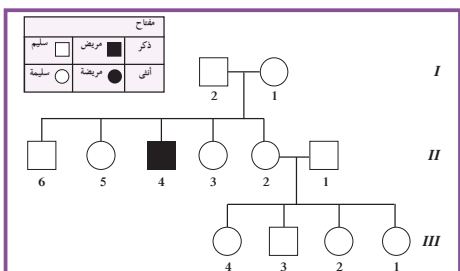 مفتاح
ذكر مريض سليم
أنثى مريضة سليمة
I
2 1
II
6 5 4 3 2 1
III
4 3 2 1